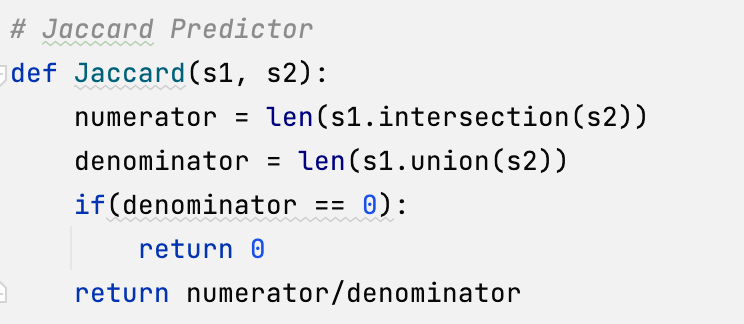 # Jaccard Predictor
def Jaccard(s1, s2):
    numerator = len(s1.intersection(s2))
    denominator = len(s1.union(s2))
    if(denominator == 0):
        return 0
    return numerator/denominator